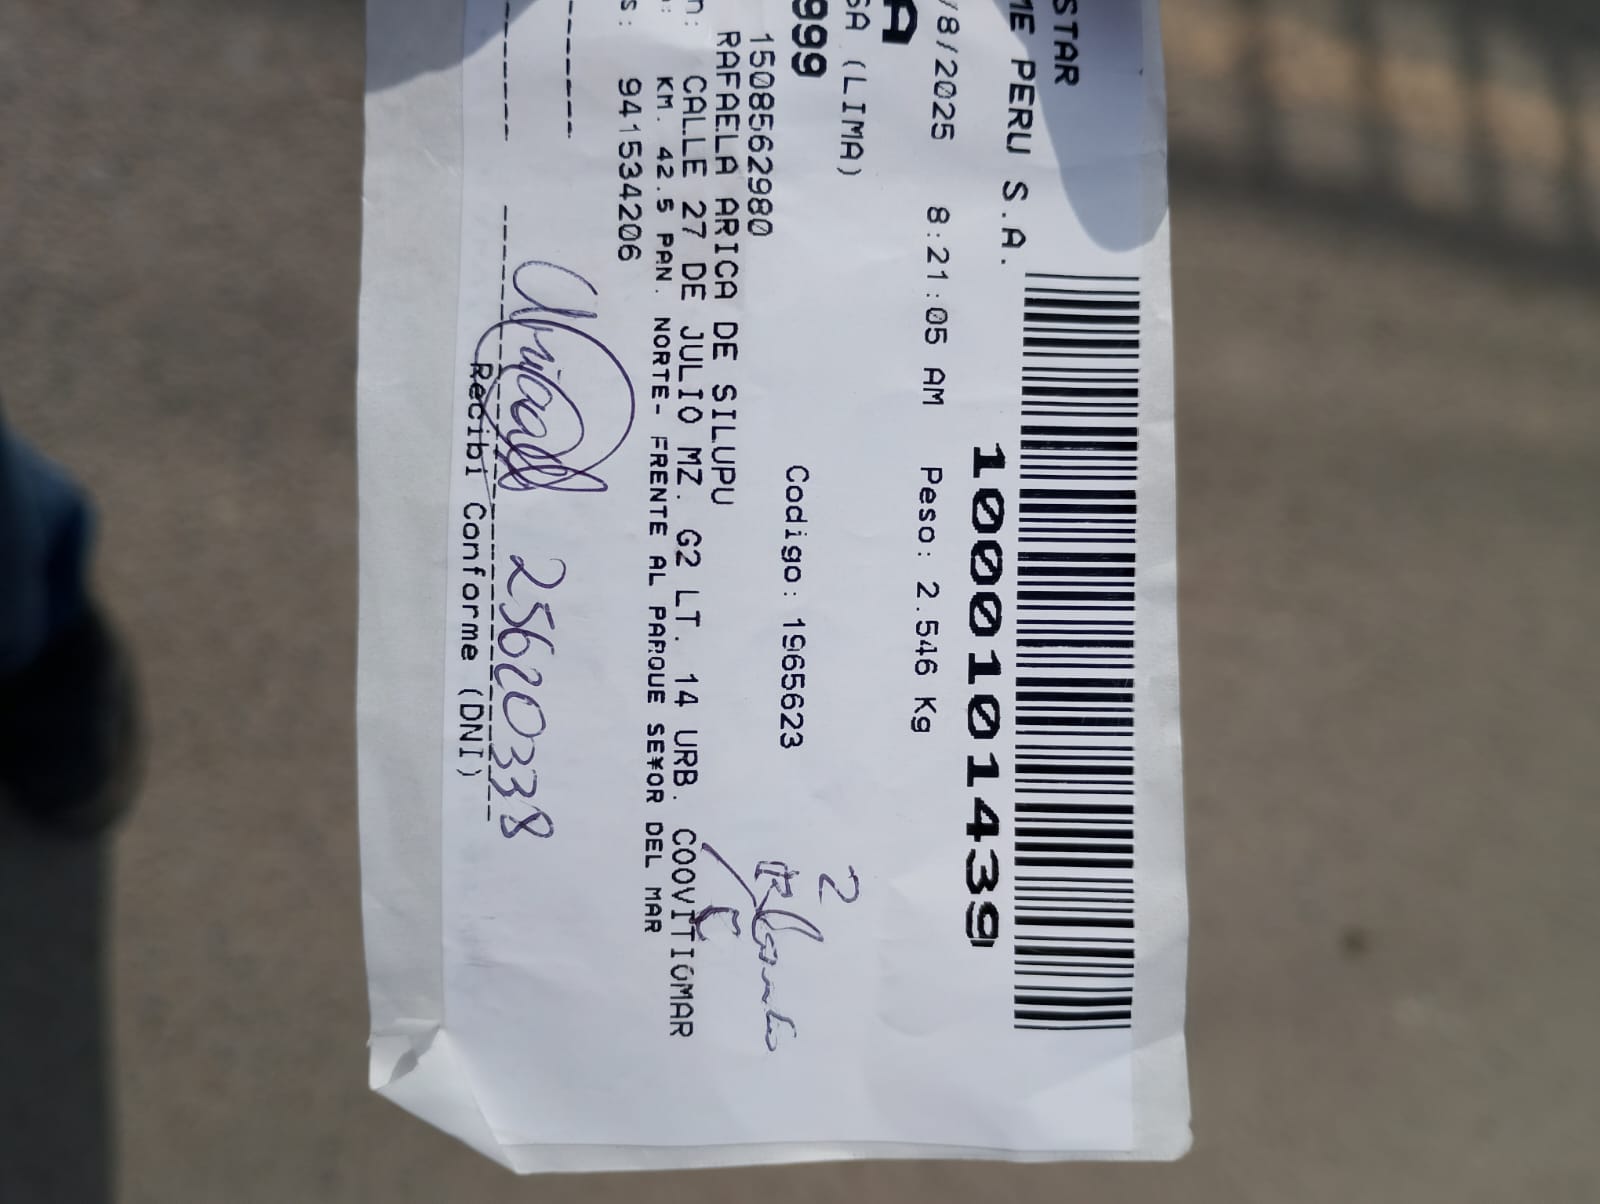 STAR
ME PERU S.A.
1000101439
/8/2025 8:21:05 AM Peso: 2.546 Kg
A
SA (LIMA)
999
Codigo: 1965623
1508562980
RAFAELA ARICA DE SILUPU
n: CALLE 27 DE JULIO MZ. G2 LT. 14 URB. COOVITIOMAR
KM. 42.5 PAN. NORTE- FRENTE AL PARQUE SE¥OR DEL MAR
s: 941534206
2
25620338
Recibi Conforme (DNI)